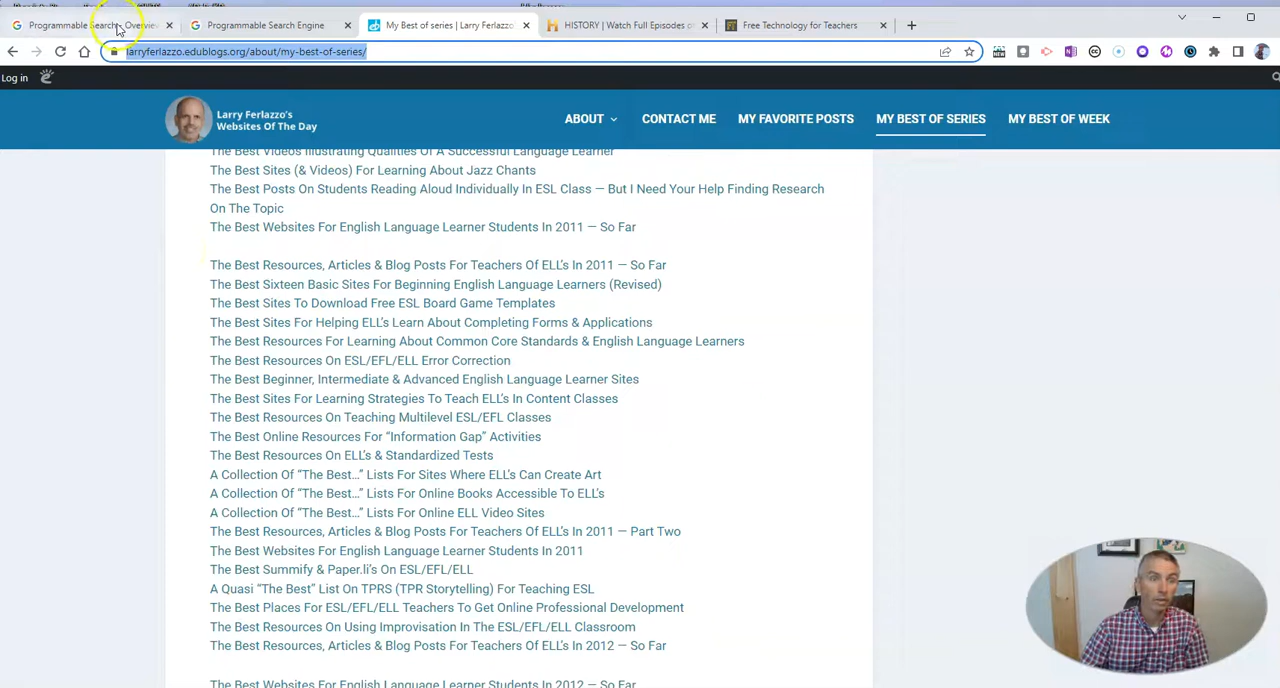 Programmable Search - Overview
Programmable Search Engine
My Best of series | Larry Ferlazzo
HISTORY | Watch Full Episodes of
Free Technology for Teachers
larryferlazzo.edublogs.org/about/my-best-of-series/
Log in
Larry Ferlazzo's
Websites Of The Day
ABOUT
CONTACT ME
MY FAVORITE POSTS
MY BEST OF SERIES
MY BEST OF WEEK
The Best Videos Illustrating Qualities Of A Successful Language Learner
The Best Sites (& Videos) For Learning About Jazz Chants
The Best Posts On Students Reading Aloud Individually In ESL Class — But I Need Your Help Finding Research
On The Topic
The Best Websites For English Language Learner Students In 2011 — So Far
The Best Resources, Articles & Blog Posts For Teachers Of ELL's In 2011 — So Far
The Best Sixteen Basic Sites For Beginning English Language Learners (Revised)
The Best Sites To Download Free ESL Board Game Templates
The Best Sites For Helping ELL's Learn About Completing Forms & Applications
The Best Resources For Learning About Common Core Standards & English Language Learners
The Best Resources On ESL/EFL/ELL Error Correction
The Best Beginner, Intermediate & Advanced English Language Learner Sites
The Best Sites For Learning Strategies To Teach ELL's In Content Classes
The Best Resources On Teaching Multilevel ESL/EFL Classes
The Best Online Resources For “Information Gap” Activities
The Best Resources On ELL's & Standardized Tests
A Collection Of “The Best…” Lists For Sites Where ELL's Can Create Art
A Collection Of “The Best…” Lists For Online Books Accessible To ELL's
A Collection Of “The Best…” Lists For Online ELL Video Sites
The Best Resources, Articles & Blog Posts For Teachers Of ELL's In 2011 — Part Two
The Best Websites For English Language Learner Students In 2011
The Best Summify & Paper.li's On ESL/EFL/ELL
A Quasi “The Best” List On TPRS (TPR Storytelling) For Teaching ESL
The Best Places For ESL/EFL/ELL Teachers To Get Online Professional Development
The Best Resources On Using Improvisation In The ESL/EFL/ELL Classroom
The Best Resources, Articles & Blog Posts For Teachers Of ELL's In 2012 — So Far
The Best Websites For English Language Learner Students In 2012 — So Far